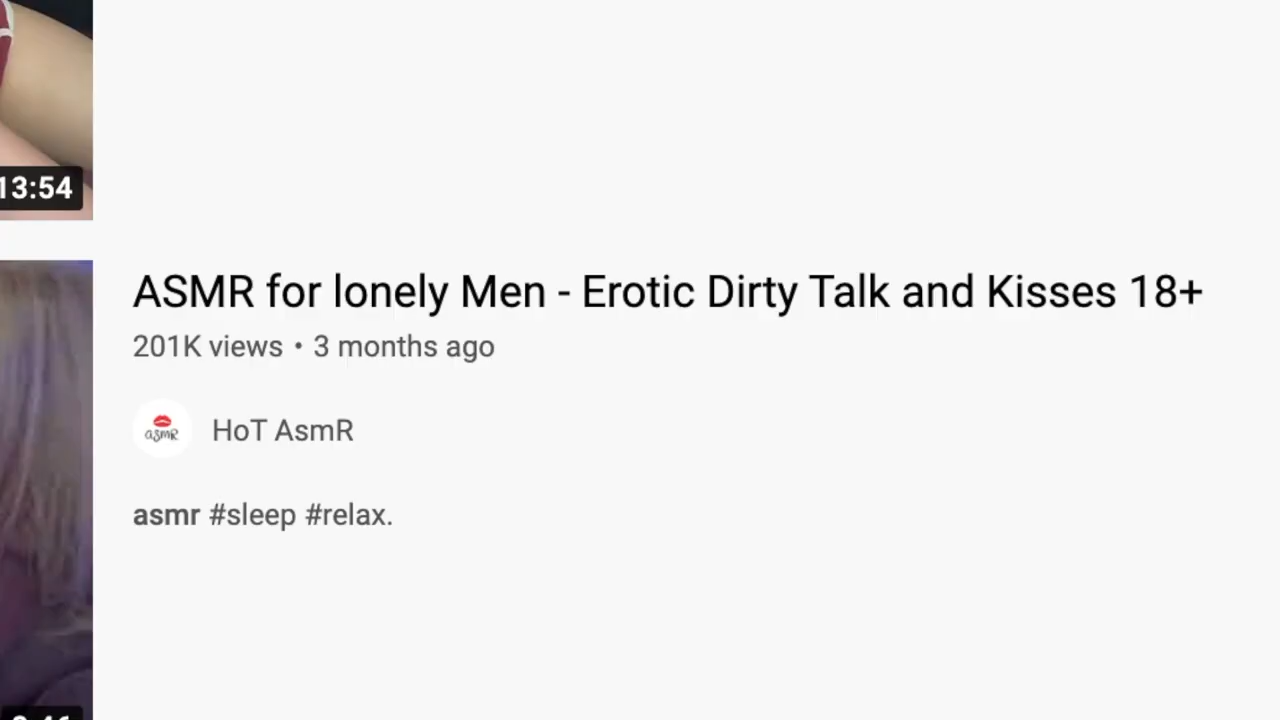 13:54
ASMR for lonely Men - Erotic Dirty Talk and Kisses 18+
201K views • 3 months ago
asmr
HoT AsmR
asmr #sleep #relax.